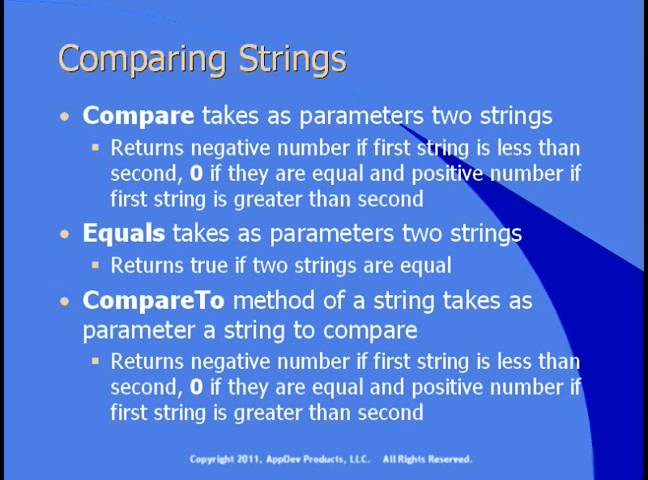 Comparing Strings
• Compare takes as parameters two strings
▪ Returns negative number if first string is less than
second, 0 if they are equal and positive number if
first string is greater than second
• Equals takes as parameters two strings
▪ Returns true if two strings are equal
• CompareTo method of a string takes as
parameter a string to compare
▪ Returns negative number if first string is less than
second, 0 if they are equal and positive number if
first string is greater than second
Copyright 2011, AppDev Products, LLC. All Rights Reserved.